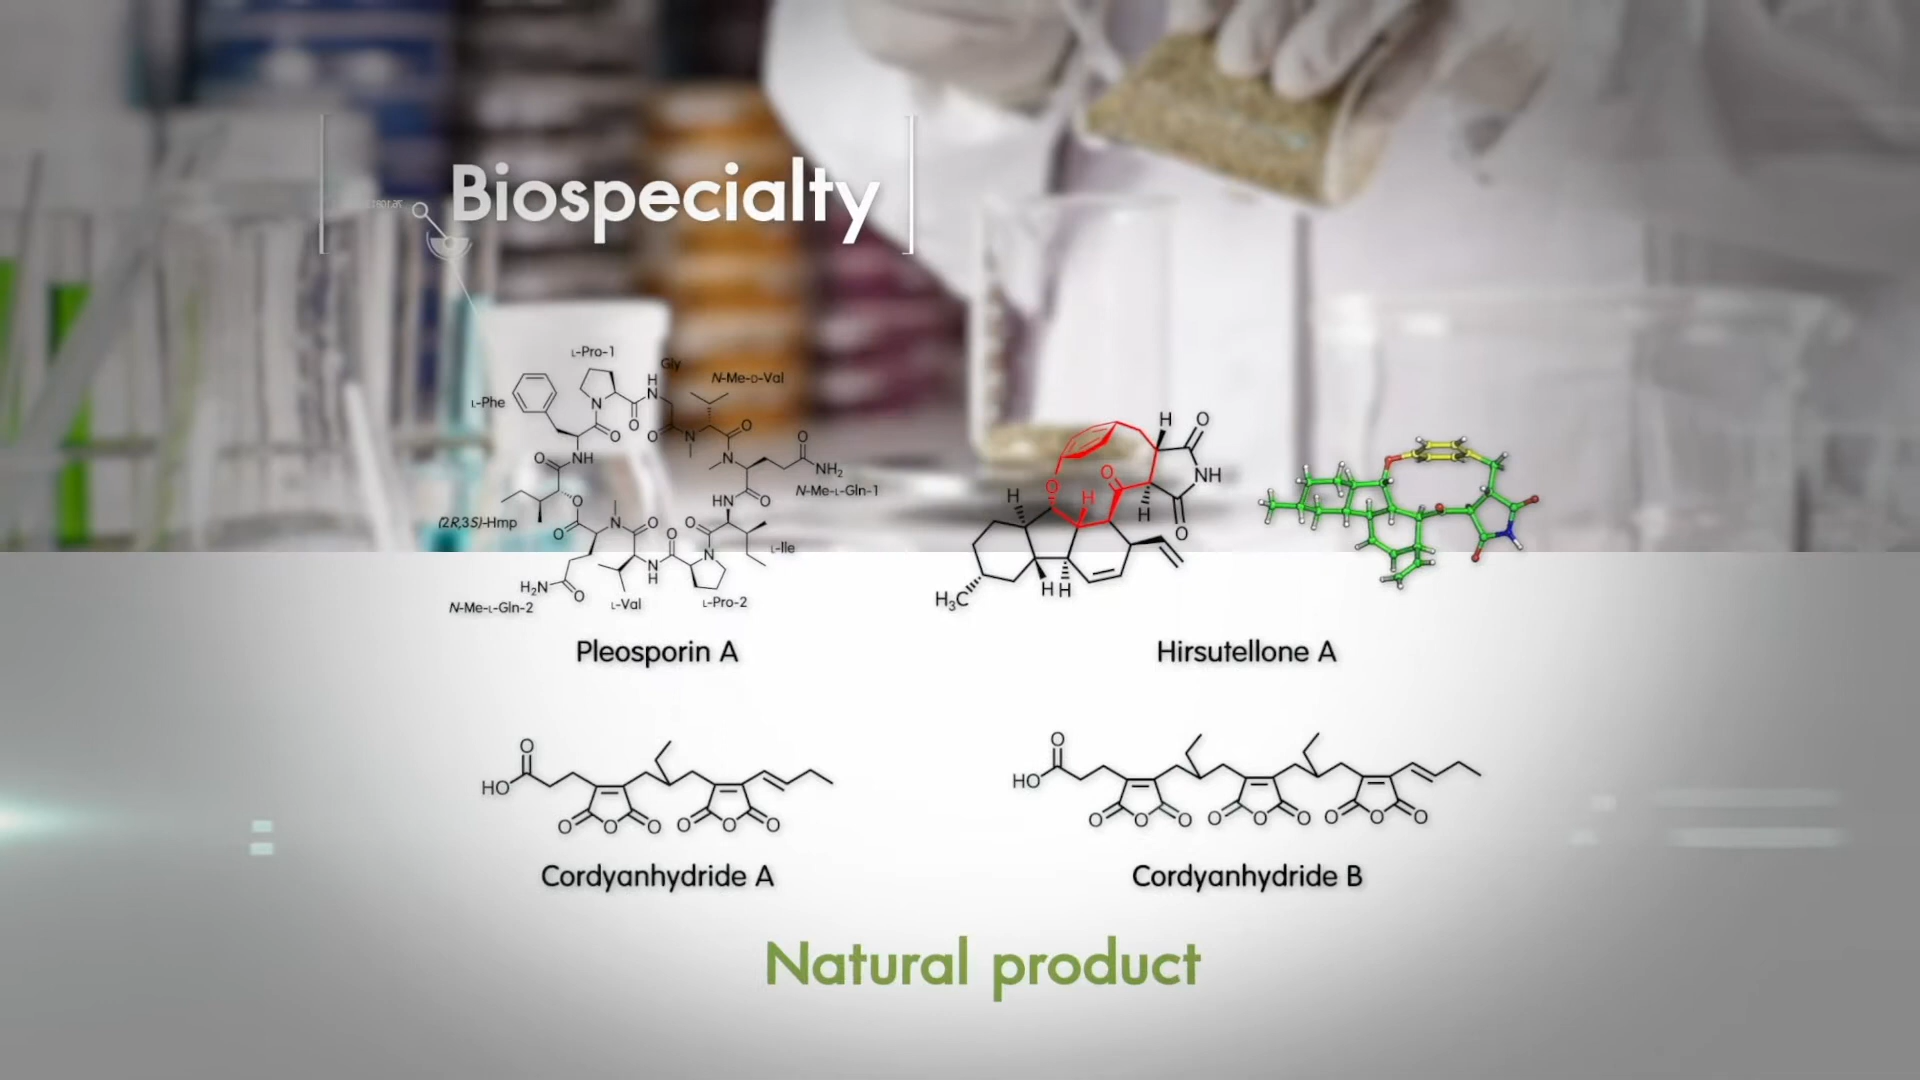 Biospecialty
L-Pro-1
Gly
N-Me-D-Val
L-Phe
H
N
O
NH
O
N
O
O
N
O
O
NH
O
N
O
NH2
N-Me-L-Gln-1
(2R,3S)-Hmp
O
HN
O
O
N
O
O
N
O
L-Ile
N
H
H2N
O
N-Me-L-Gln-2
L-Val
L-Pro-2
Pleosporin A
H
O
O
NH
O
H
H
H
O
H
H
H3C
Hirsutellone A
O
HO
O
O
O
O
O
O
Cordyanhydride A
O
HO
O
O
O
O
O
O
O
O
O
Cordyanhydride B
Natural product